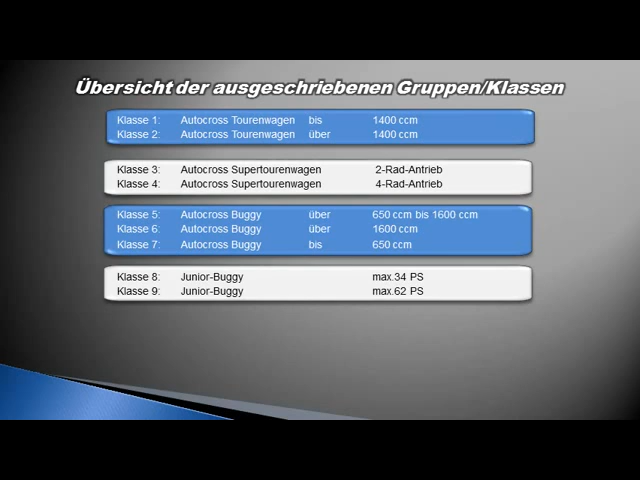 Übersicht der ausgeschriebenen Gruppen/Klassen
Klasse 1: Autocross Tourenwagen bis 1400 ccm
Klasse 2: Autocross Tourenwagen über 1400 ccm
Klasse 3: Autocross Supertourenwagen 2-Rad-Antrieb
Klasse 4: Autocross Supertourenwagen 4-Rad-Antrieb
Klasse 5: Autocross Buggy über 650 ccm bis 1600 ccm
Klasse 6: Autocross Buggy über 1600 ccm
Klasse 7: Autocross Buggy bis 650 ccm
Klasse 8: Junior-Buggy max.34 PS
Klasse 9: Junior-Buggy max.62 PS